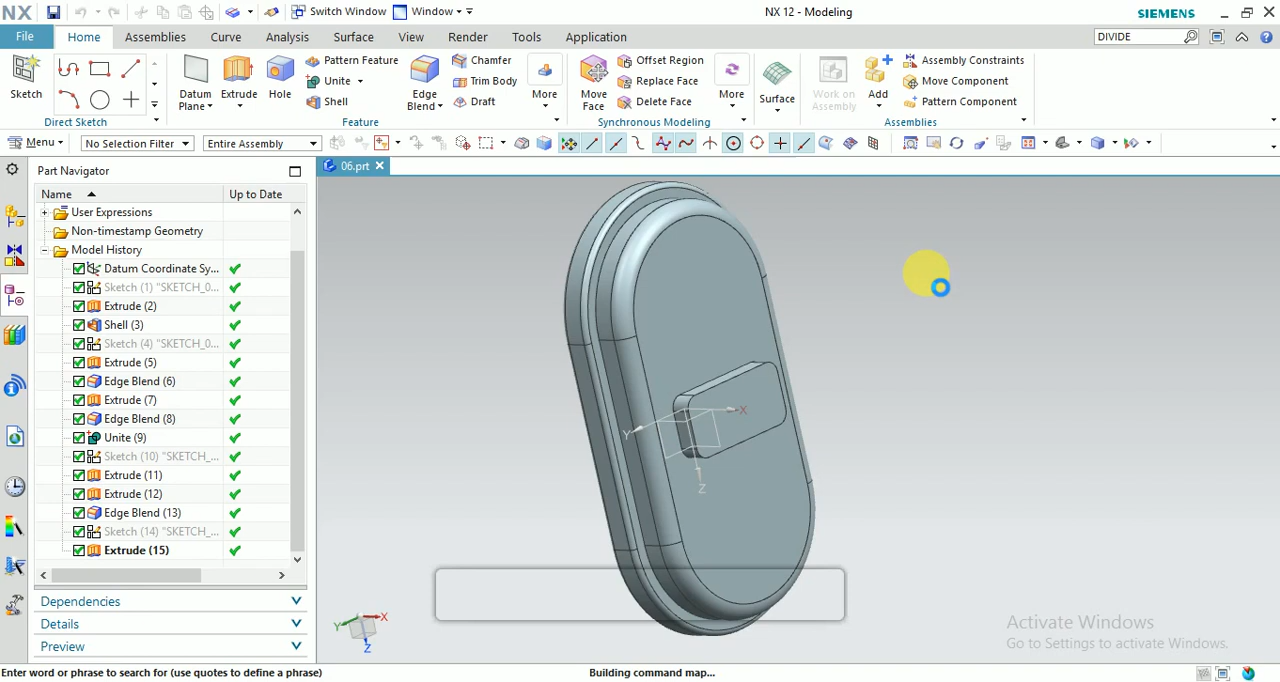 NX
Switch Window
Window
NX 12 - Modeling
SIEMENS
File
Home
Assemblies
Curve
Analysis
Surface
View
Render
Tools
Application
DIVIDE
Sketch
Direct Sketch
Datum
Plane
Extrude
Hole
Pattern Feature
Unite
Shell
Edge
Blend
Chamfer
Trim Body
Draft
More
Feature
Move
Face
Offset Region
Replace Face
Delete Face
More
Synchronous Modeling
Surface
Work on
Assembly
Add
Assembly Constraints
Move Component
Pattern Component
Assemblies
Menu
No Selection Filter
Entire Assembly
Part Navigator
06.prt
Name
Up to Date
User Expressions
Non-timestamp Geometry
Model History
Datum Coordinate Sy...
Sketch (1) "SKETCH_0...
Extrude (2)
Shell (3)
Sketch (4) "SKETCH_0...
Extrude (5)
Edge Blend (6)
Extrude (7)
Edge Blend (8)
Unite (9)
Sketch (10) "SKETCH_...
Extrude (11)
Extrude (12)
Edge Blend (13)
Sketch (14) "SKETCH_...
Extrude (15)
Dependencies
Details
Preview
X
Y
Z
X
Y
Z
Activate Windows
Go to Settings to activate Windows.
Enter word or phrase to search for (use quotes to define a phrase)
Building command map...